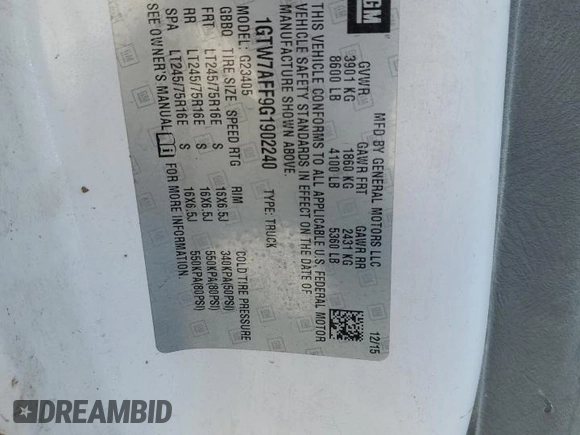 GM
MFD BY GENERAL MOTORS LLC 12/15
GVWR GAWR FRT GAWR RR
3901 KG 1860 KG 2431 KG
8600 LB 4100 LB 5360 LB
THIS VEHICLE CONFORMS TO ALL APPLICABLE U.S. FEDERAL MOTOR
VEHICLE SAFETY STANDARDS IN EFFECT ON THE DATE OF
MANUFACTURE SHOWN ABOVE.
1GTW7AFF9G1902240 TYPE: TRUCK
MODEL: G23405
GBBO TIRE,SIZE SPEED RTG RIM COLD TIRE PRESSURE
FRT LT245/75R16E S 16X6.5J 340KPA(50PSI)
RR LT245/75R16E S 16X6.5J 550KPA(80PSI)
SPA LT245/75R16E S 16X6.5J 550KPA(80PSI)
SEE OWNER'S MANUAL FOR MORE INFORMATION.
DREAMBID